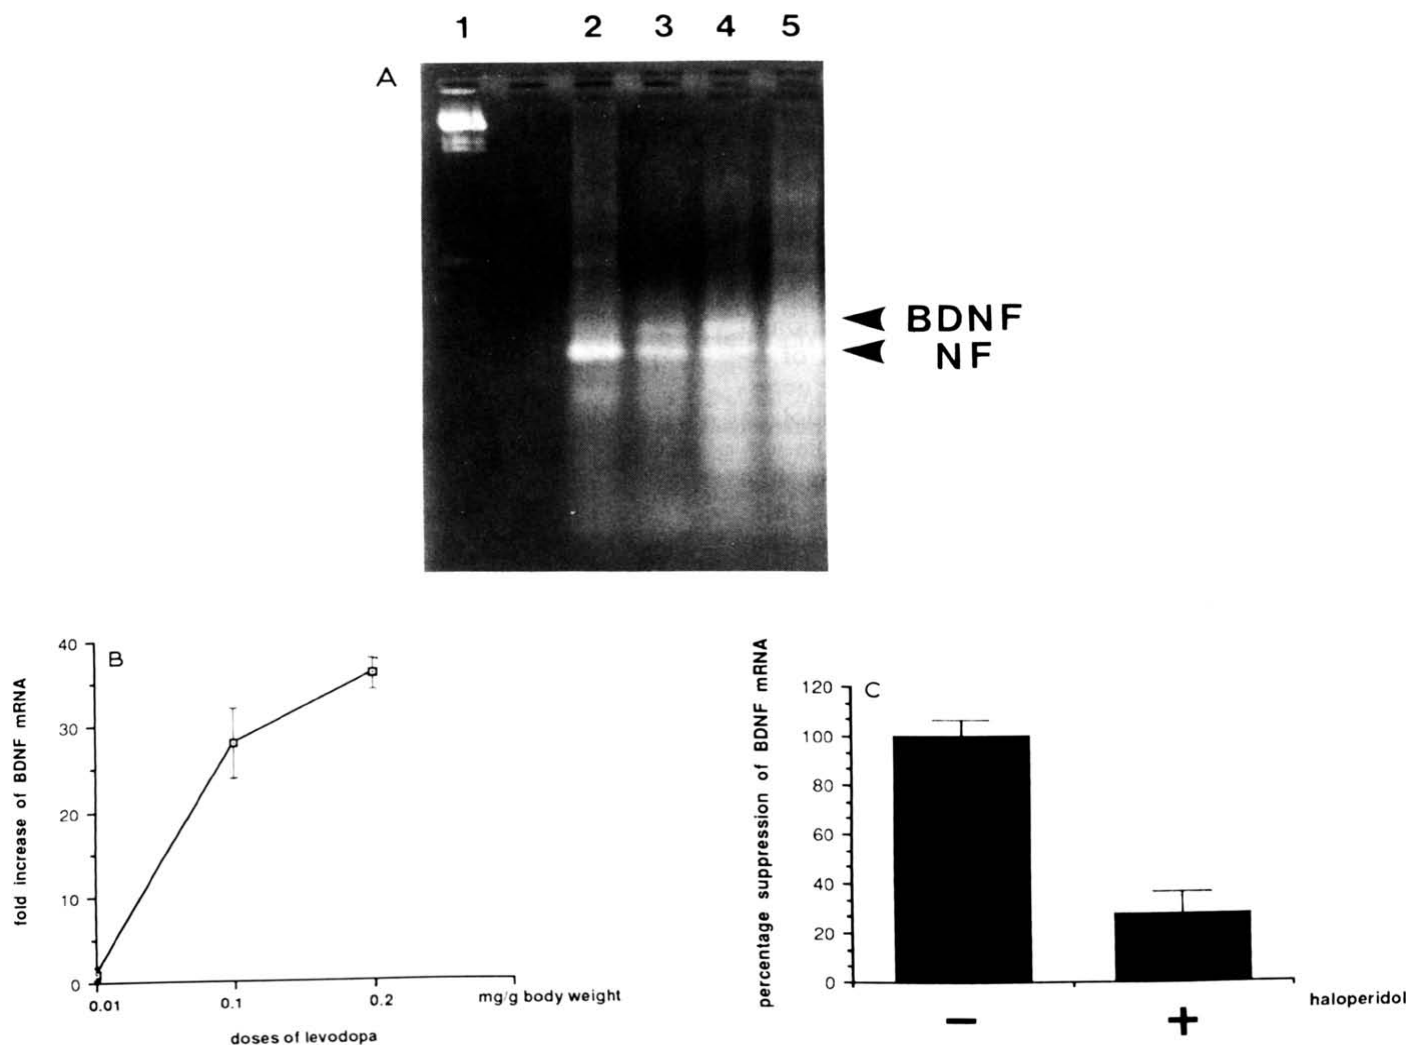 1 2 3 4 5
A
BDNF
NF
B
fold increase of BDNF mRNA
40
30
20
10
0
0.01 0.1 0.2 mg/g body weight
doses of levodopa
C
percentage suppression of BDNF mRNA
120
100
80
60
40
20
0
− + haloperidol